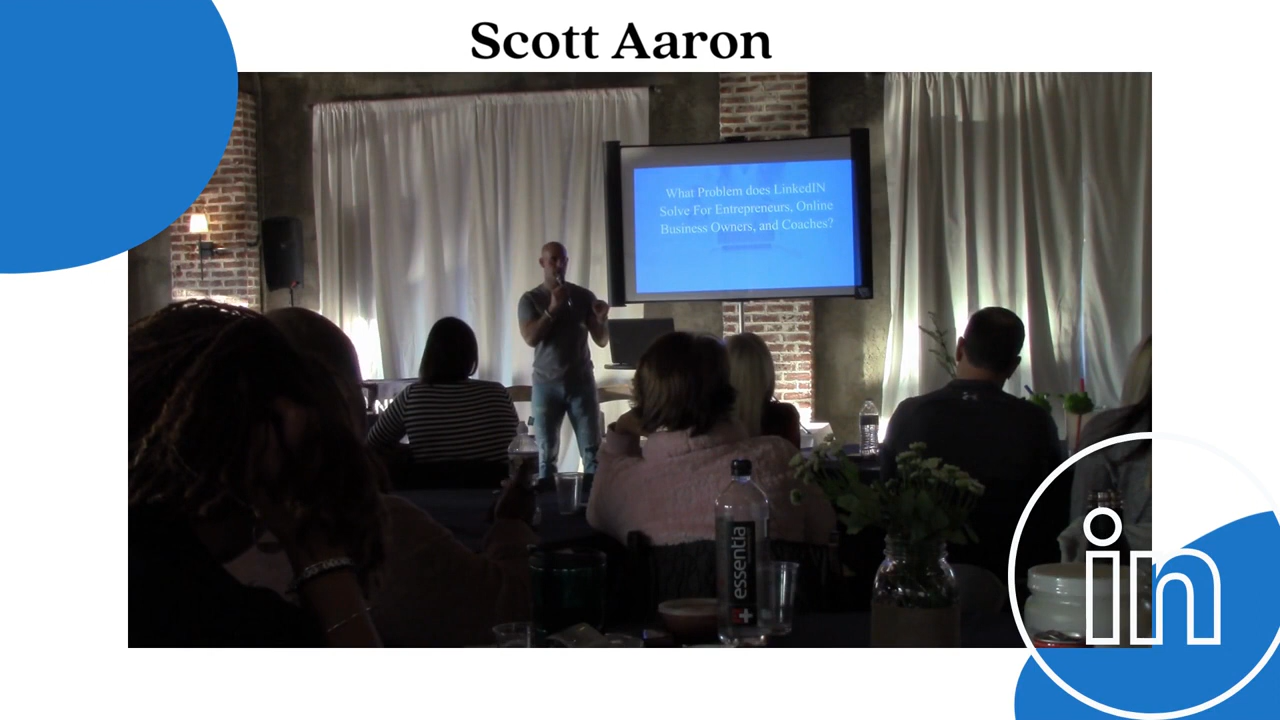 Scott Aaron
What Problem does LinkedIN
Solve For Entrepreneurs, Online
Business Owners, and Coaches?
essentia
in